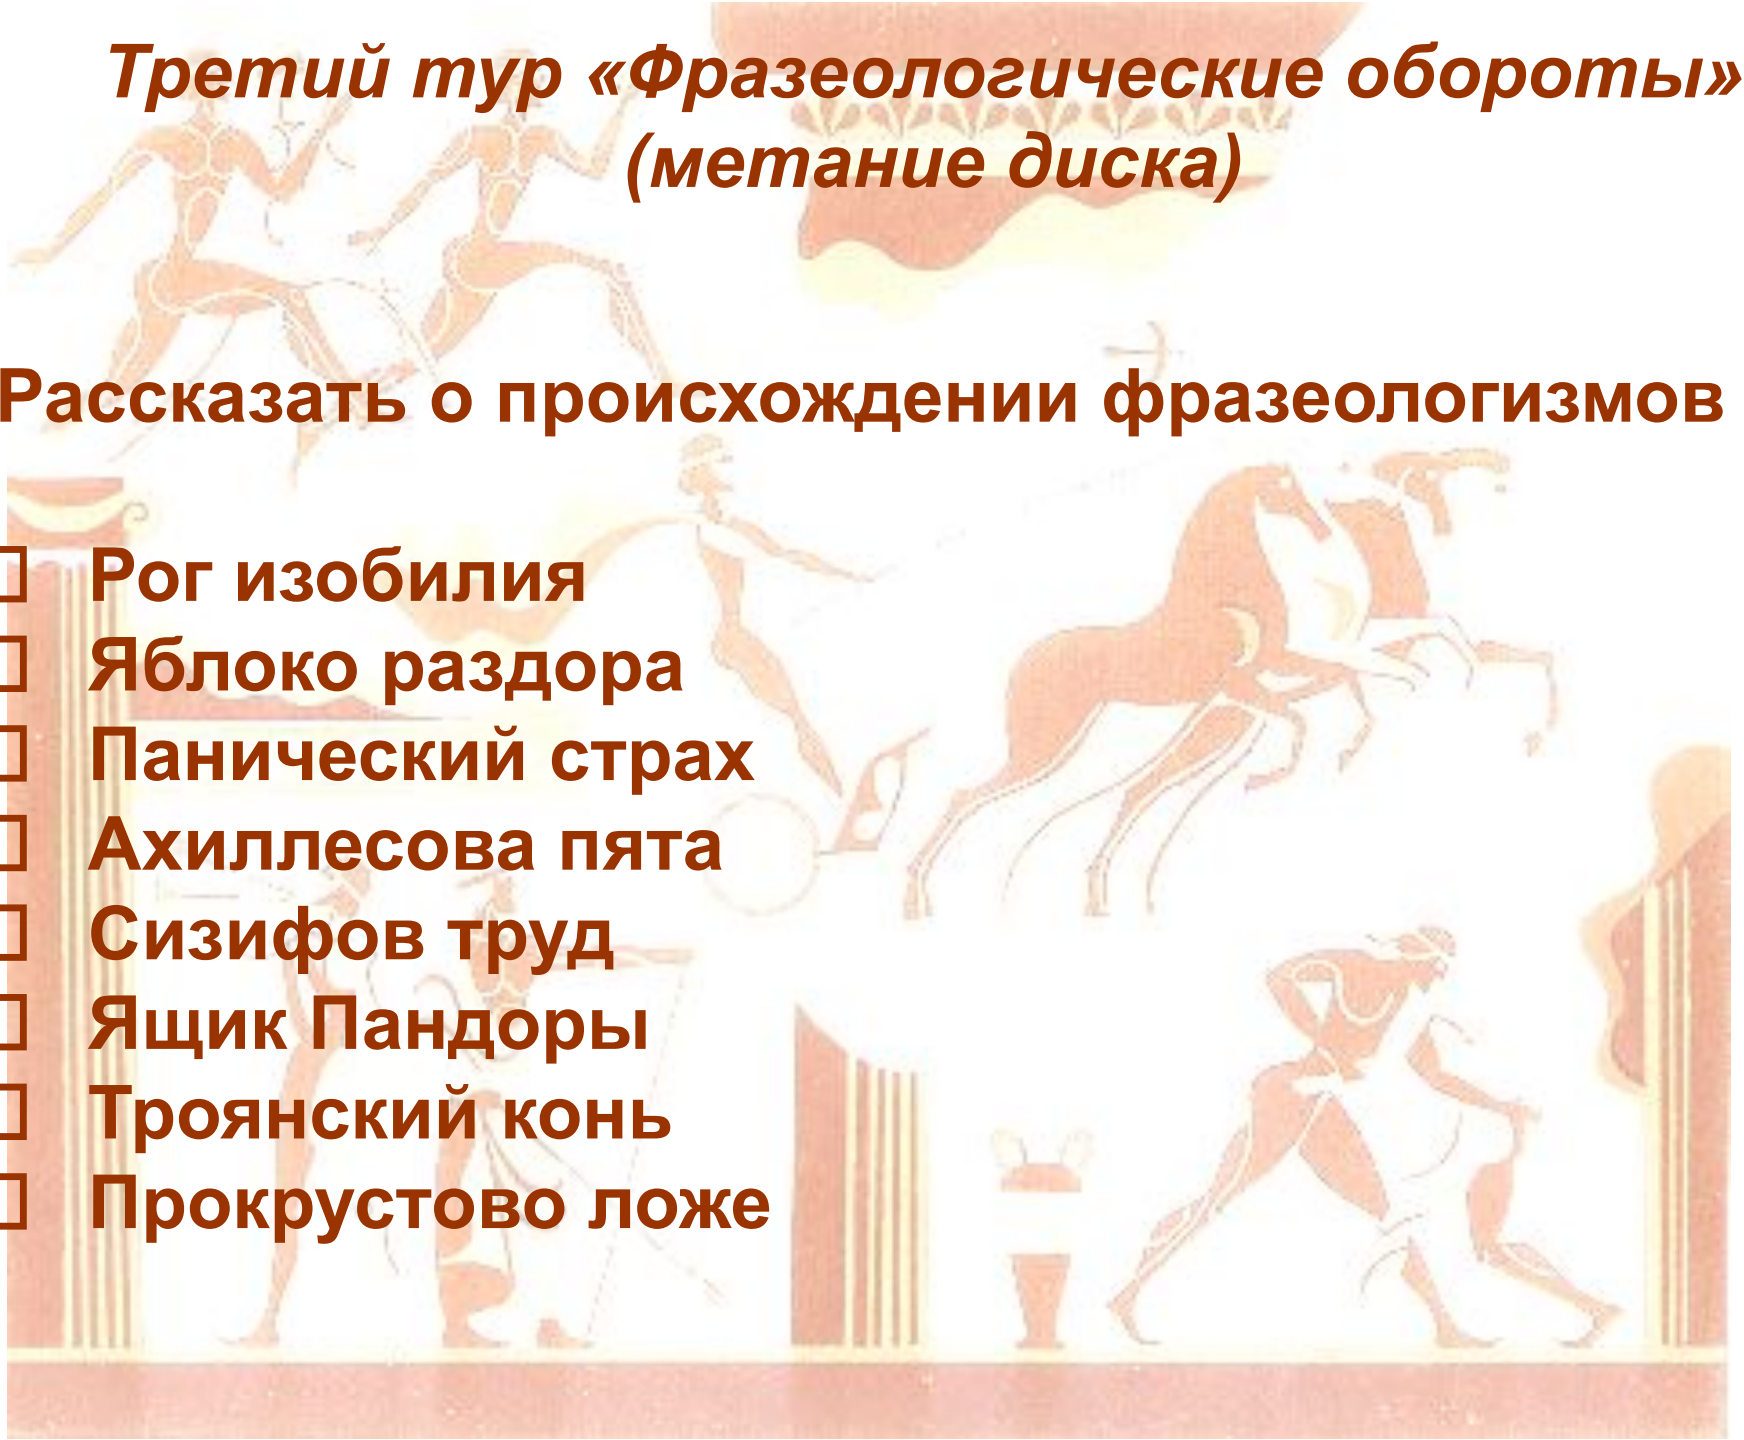 Третий тур «Фразеологические обороты»
(метание диска)
Рассказать о происхождении фразеологизмов
Рог изобилия
Яблоко раздора
Панический страх
Ахиллесова пята
Сизифов труд
Ящик Пандоры
Троянский конь
Прокрустово ложе